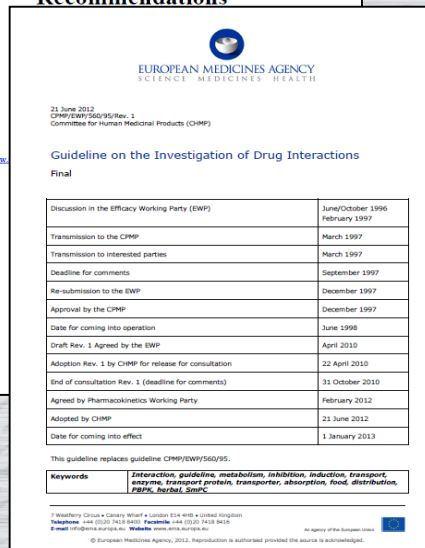 Recommendations
EUROPEAN MEDICINES AGENCY
SCIENCE MEDICINES HEALTH
21 June 2012
CPMP/EWP/560/95/Rev. 1
Committee for Human Medicinal Products (CHMP)
Guideline on the Investigation of Drug Interactions
Final
Discussion in the Efficacy Working Party (EWP) June/October 1996
February 1997
Transmission to the CPMP March 1997
Transmission to interested parties March 1997
Deadline for comments September 1997
Re-submission to the EWP December 1997
Approval by the CPMP December 1997
Date for coming into operation June 1998
Draft Rev. 1 Agreed by the EWP April 2010
Adoption Rev. 1 by CHMP for release for consultation 22 April 2010
End of consultation Rev. 1 (deadline for comments) 31 October 2010
Agreed by Pharmacokinetics Working Party February 2012
Adopted by CHMP 21 June 2012
Date for coming into effect 1 January 2013
This guideline replaces guideline CPMP/EWP/560/95.
Keywords Interaction, guideline, metabolism, inhibition, induction, transport,
enzyme, transport protein, transporter, absorption, food, distribution,
PBPK, herbal, SmPC
7 Westferry Circus • Canary Wharf • London E14 4HB • United Kingdom
Telephone +44 (0)20 7418 8400 Facsimile +44 (0)20 7418 8416
E-mail info@ema.europa.eu Website www.ema.europa.eu
An agency of the European Union
© European Medicines Agency, 2012. Reproduction is authorised provided the source is acknowledged.